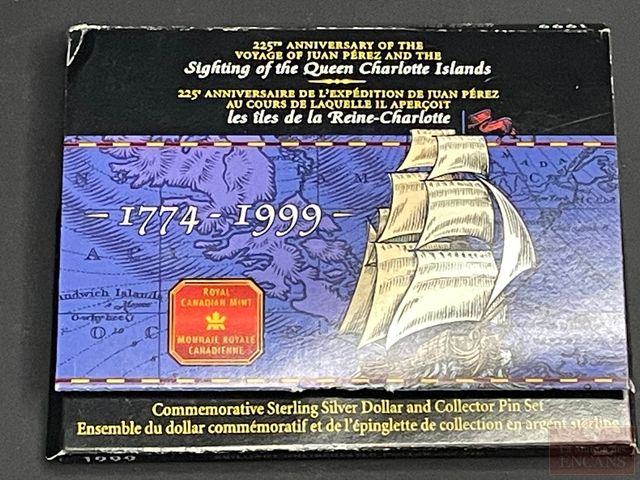 1999
225TH ANNIVERSARY OF THE
VOYAGE OF JUAN PÉREZ AND THE
Sighting of the Queen Charlotte Islands
225e ANNIVERSAIRE DE L'EXPÉDITION DE JUAN PÉREZ
AU COURS DE LAQUELLE IL APERÇOIT
les îles de la Reine-Charlotte
- 1774 - 1999 -
ROYAL
CANADIAN MINT
MONNAIE ROYALE
CANADIENNE
Commemorative Sterling Silver Dollar and Collector Pin Set
Ensemble du dollar commémoratif et de l'épinglette de collection en argent sterling
1999
ENCANS